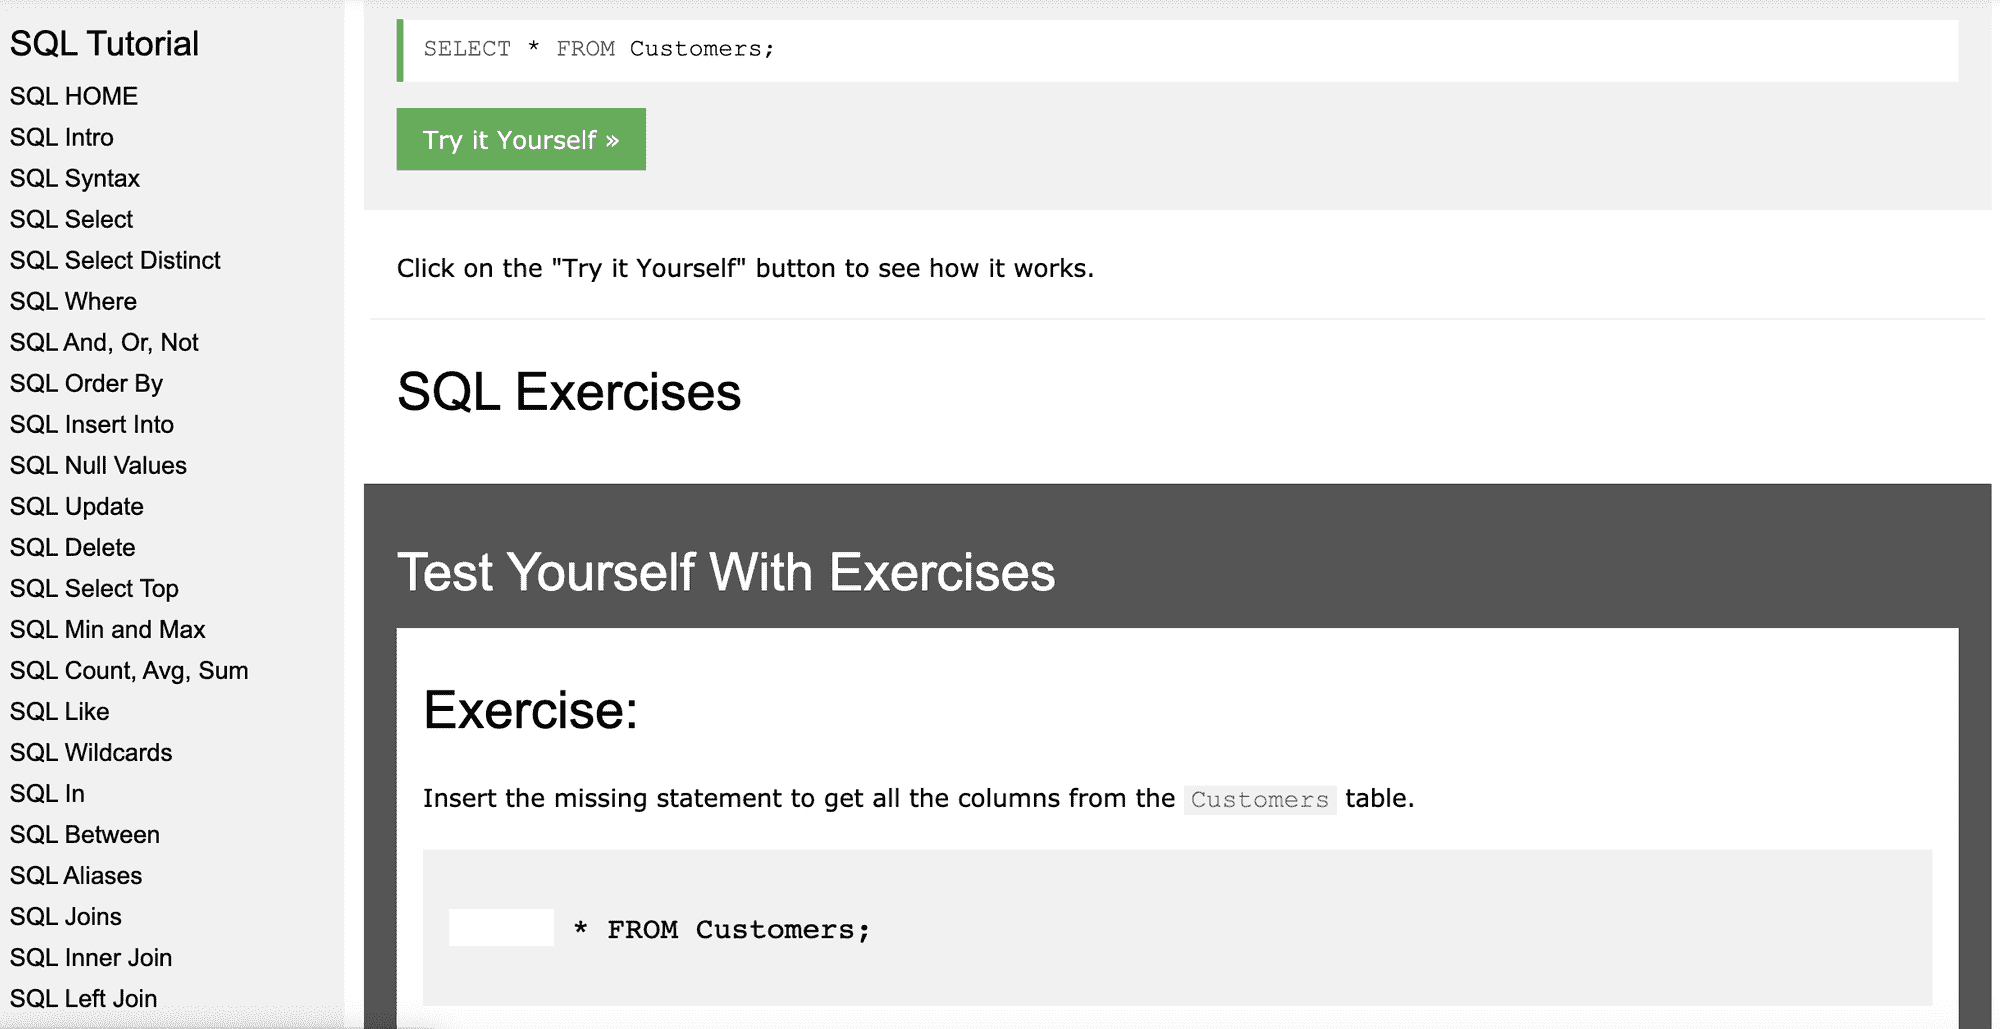 SQL Tutorial
SQL HOME
SQL Intro
SQL Syntax
SQL Select
SQL Select Distinct
SQL Where
SQL And, Or, Not
SQL Order By
SQL Insert Into
SQL Null Values
SQL Update
SQL Delete
SQL Select Top
SQL Min and Max
SQL Count, Avg, Sum
SQL Like
SQL Wildcards
SQL In
SQL Between
SQL Aliases
SQL Joins
SQL Inner Join
SQL Left Join
SELECT * FROM Customers;
Try it Yourself »
Click on the "Try it Yourself" button to see how it works.
SQL Exercises
Test Yourself With Exercises
Exercise:
Insert the missing statement to get all the columns from the Customers table.
* FROM Customers;